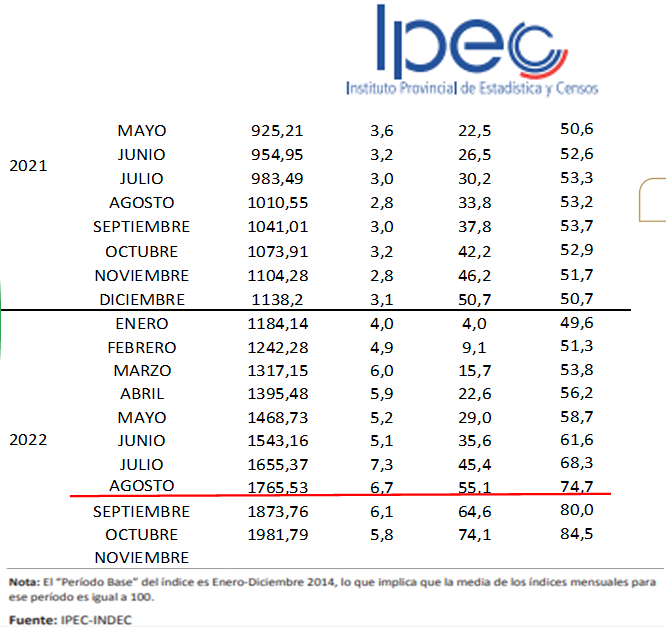 Ipec
Instituto Provincial de Estadística y Censos
MAYO 925,21 3,6 22,5 50,6
JUNIO 954,95 3,2 26,5 52,6
2021
JULIO 983,49 3,0 30,2 53,3
AGOSTO 1010,55 2,8 33,8 53,2
SEPTIEMBRE 1041,01 3,0 37,8 53,7
OCTUBRE 1073,91 3,2 42,2 52,9
NOVIEMBRE 1104,28 2,8 46,2 51,7
DICIEMBRE 1138,2 3,1 50,7 50,7
ENERO 1184,14 4,0 4,0 49,6
FEBRERO 1242,28 4,9 9,1 51,3
MARZO 1317,15 6,0 15,7 53,8
ABRIL 1395,48 5,9 22,6 56,2
MAYO 1468,73 5,2 29,0 58,7
2022 JUNIO 1543,16 5,1 35,6 61,6
JULIO 1655,37 7,3 45,4 68,3
AGOSTO 1765,53 6,7 55,1 74,7
SEPTIEMBRE 1873,76 6,1 64,6 80,0
OCTUBRE 1981,79 5,8 74,1 84,5
NOVIEMBRE
Nota: El “Período Base” del índice es Enero-Diciembre 2014, lo que implica que la media de los índices mensuales para
ese período es igual a 100.
Fuente: IPEC-INDEC